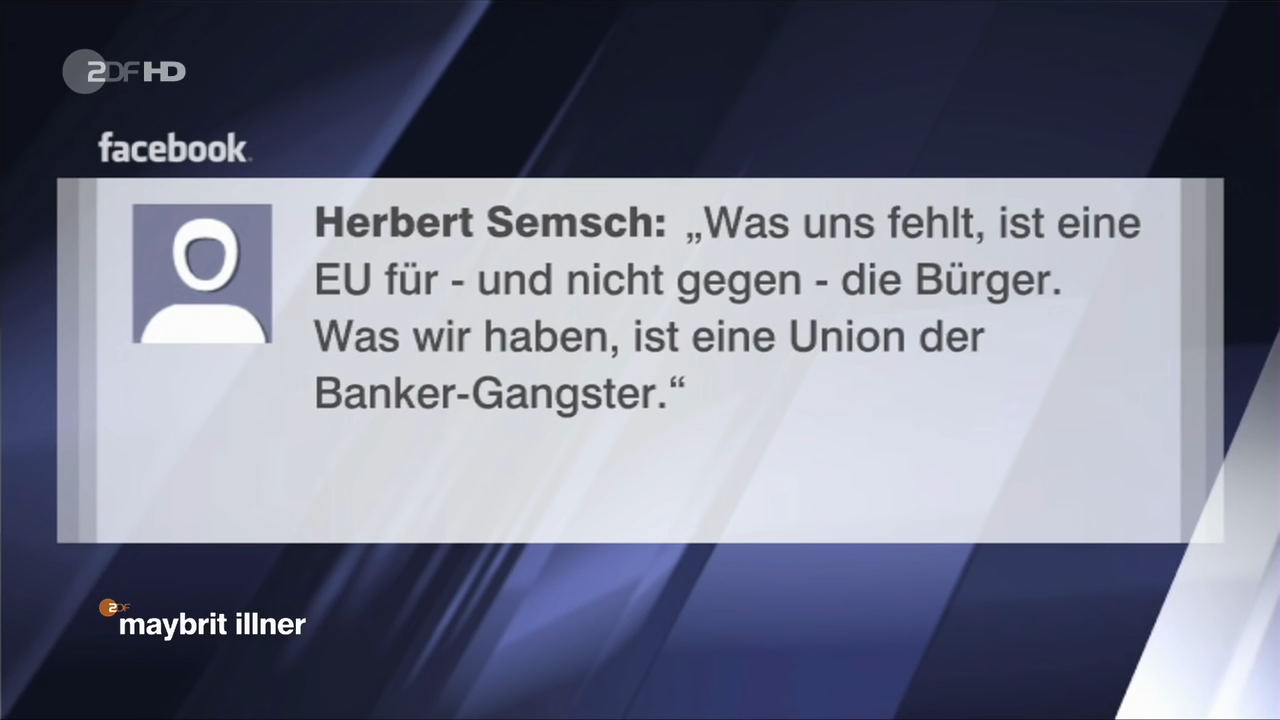 ZDF HD
facebook
Herbert Semsch: „Was uns fehlt, ist eine
EU für - und nicht gegen - die Bürger.
Was wir haben, ist eine Union der
Banker-Gangster.“
ZDF
maybrit illner